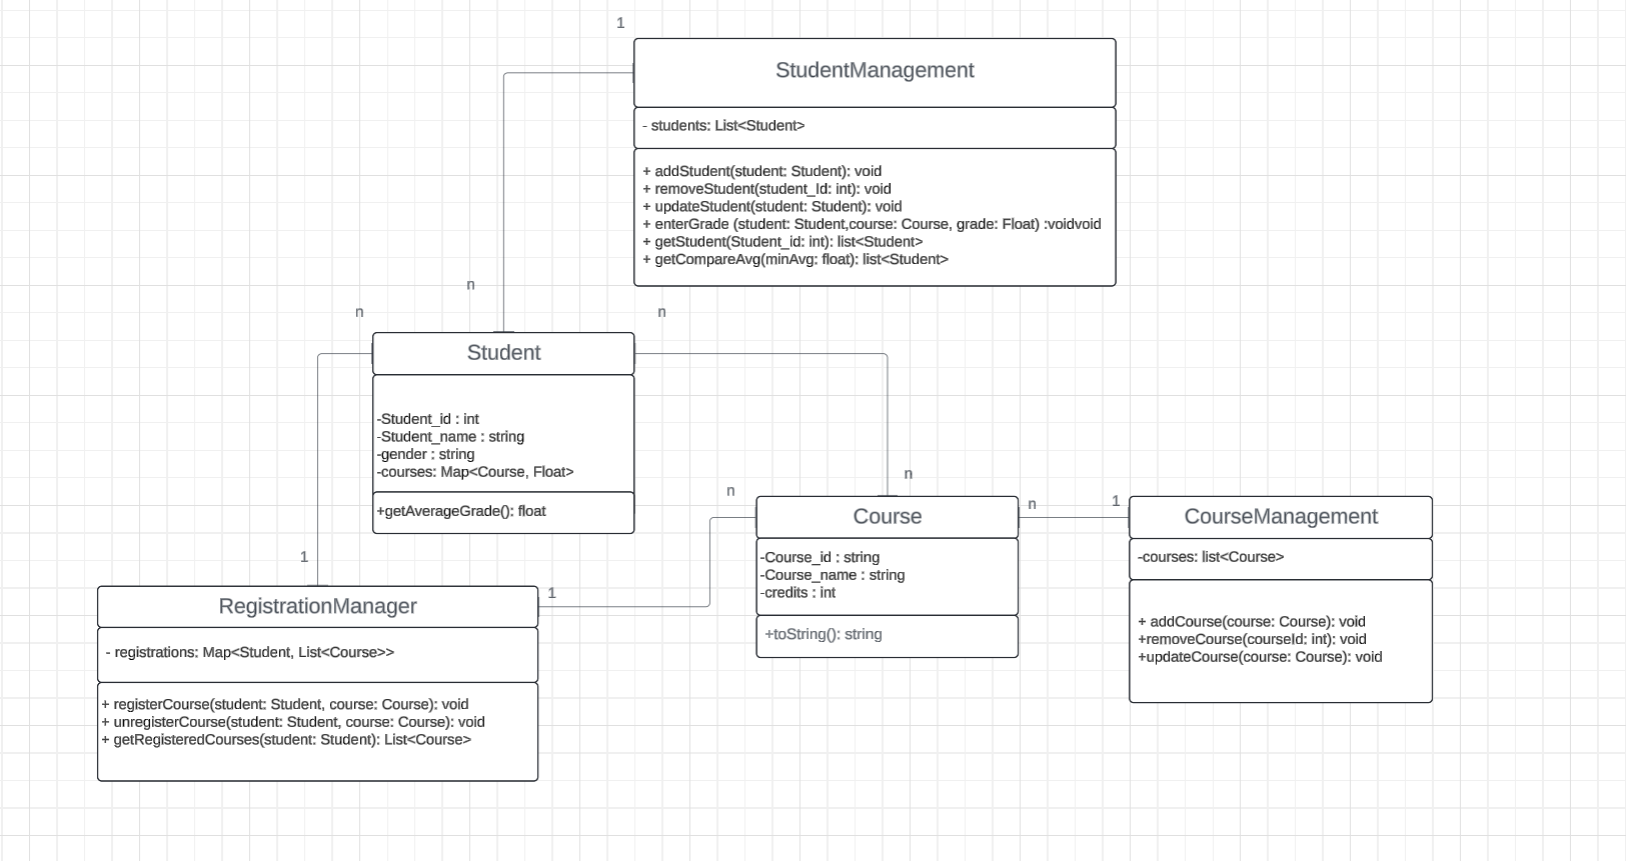 1
StudentManagement
- students: List<Student>
+ addStudent(student: Student): void
+ removeStudent(student_Id: int): void
+ updateStudent(student: Student): void
+ enterGrade (student: Student,course: Course, grade: Float) :voidvoid
+ getStudent(Student_id: int): list<Student>
+ getCompareAvg(minAvg: float): list<Student>
n
n
n
Student
-Student_id : int
-Student_name : string
-gender : string
-courses: Map<Course, Float>
+getAverageGrade(): float
n
n
n
1
Course
-Course_id : string
-Course_name : string
-credits : int
+toString(): string
CourseManagement
-courses: list<Course>
+ addCourse(course: Course): void
+removeCourse(courseId: int): void
+updateCourse(course: Course): void
1
1
RegistrationManager
- registrations: Map<Student, List<Course>>
+ registerCourse(student: Student, course: Course): void
+ unregisterCourse(student: Student, course: Course): void
+ getRegisteredCourses(student: Student): List<Course>